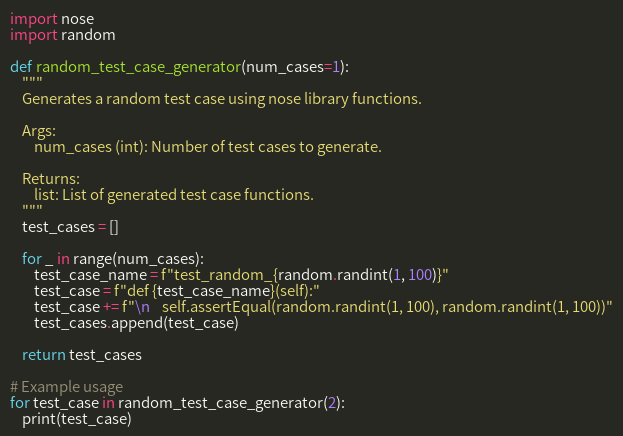 import nose
import random

def random_test_case_generator(num_cases=1):
    """
    Generates a random test case using nose library functions.

    Args:
        num_cases (int): Number of test cases to generate.

    Returns:
        list: List of generated test case functions.
    """
    test_cases = []

    for _ in range(num_cases):
        test_case_name = f"test_random_{random.randint(1, 100)}"
        test_case = f"def {test_case_name}(self):"
        test_case += f"\n    self.assertEqual(random.randint(1, 100), random.randint(1, 100))"
        test_cases.append(test_case)

    return test_cases

# Example usage
for test_case in random_test_case_generator(2):
    print(test_case)